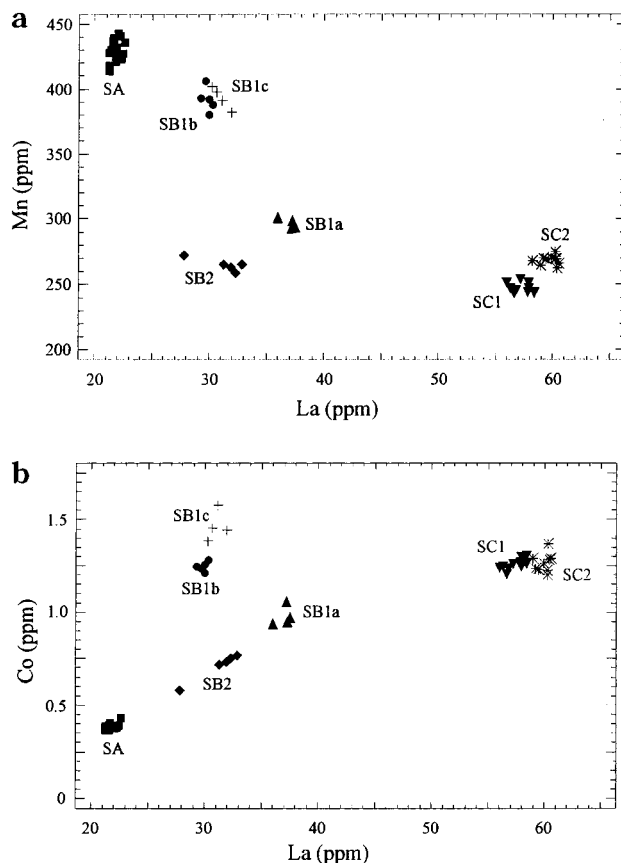 a
450
400
350
300
250
200
Mn (ppm)
SA
SB1c
SB1b
SB1a
SB2
SC2
SC1
20 30 40 50 60
La (ppm)
b
1.5
1.0
0.5
0
Co (ppm)
SB1c
SB1b
SB1a
SB2
SA
SC1
SC2
20 30 40 50 60
La (ppm)